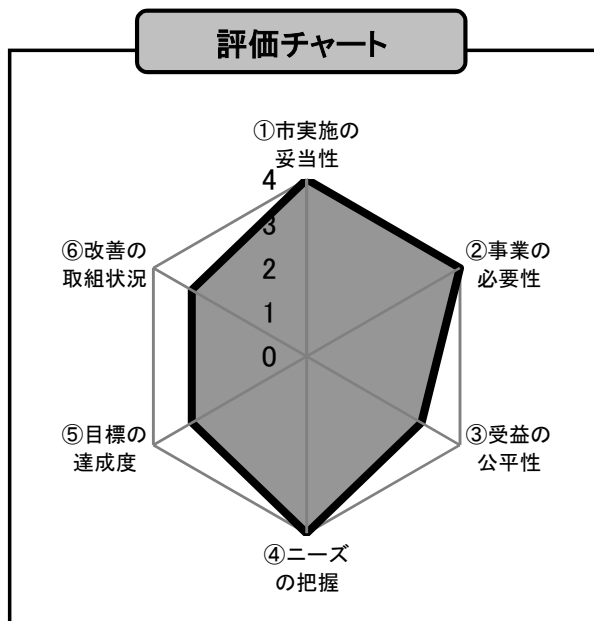 評価チャート
①市実施の
妥当性
4
3
2
1
0
②事業の
必要性
③受益の
公平性
④ニーズ
の把握
⑤目標の
達成度
⑥改善の
取組状況